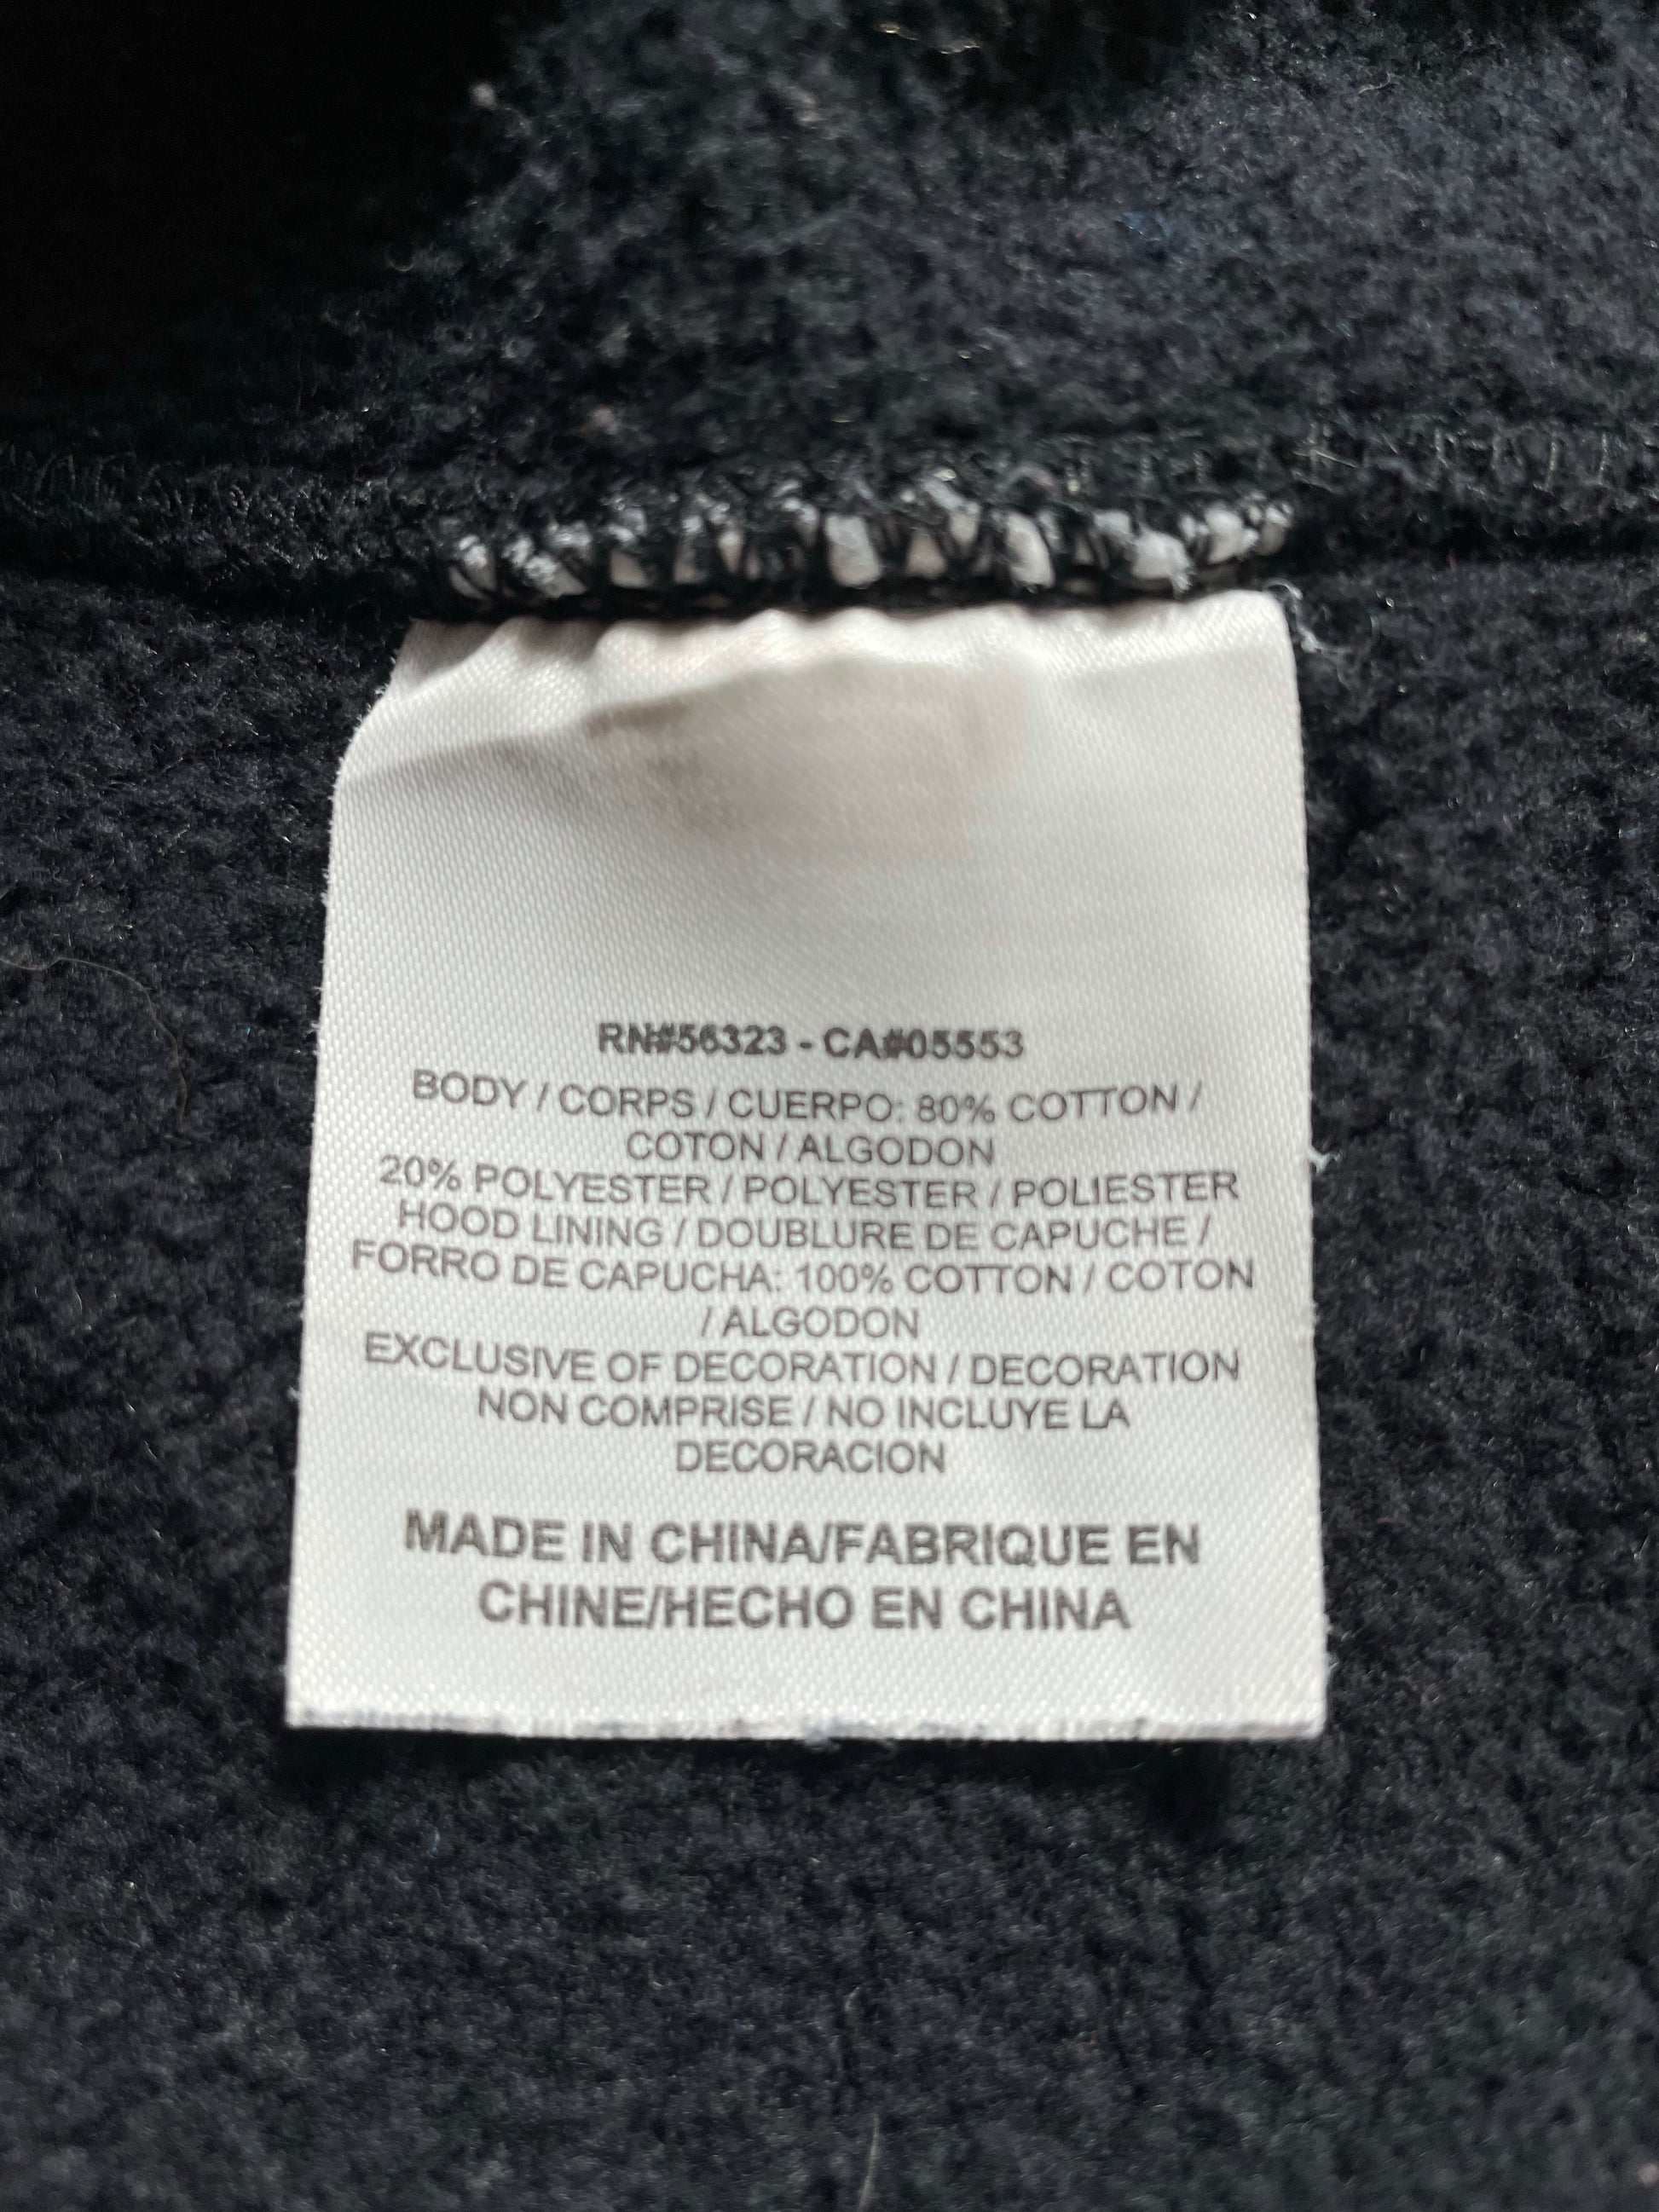 RN#56323 - CA#05553
BODY / CORPS / CUERPO: 80% COTTON /
COTON / ALGODON
20% POLYESTER / POLYESTER / POLIESTER
HOOD LINING / DOUBLURE DE CAPUCHE /
FORRO DE CAPUCHA: 100% COTTON / COTON
/ ALGODON
EXCLUSIVE OF DECORATION / DECORATION
NON COMPRISE / NO INCLUYE LA
DECORACION
MADE IN CHINA/FABRIQUE EN
CHINE/HECHO EN CHINA